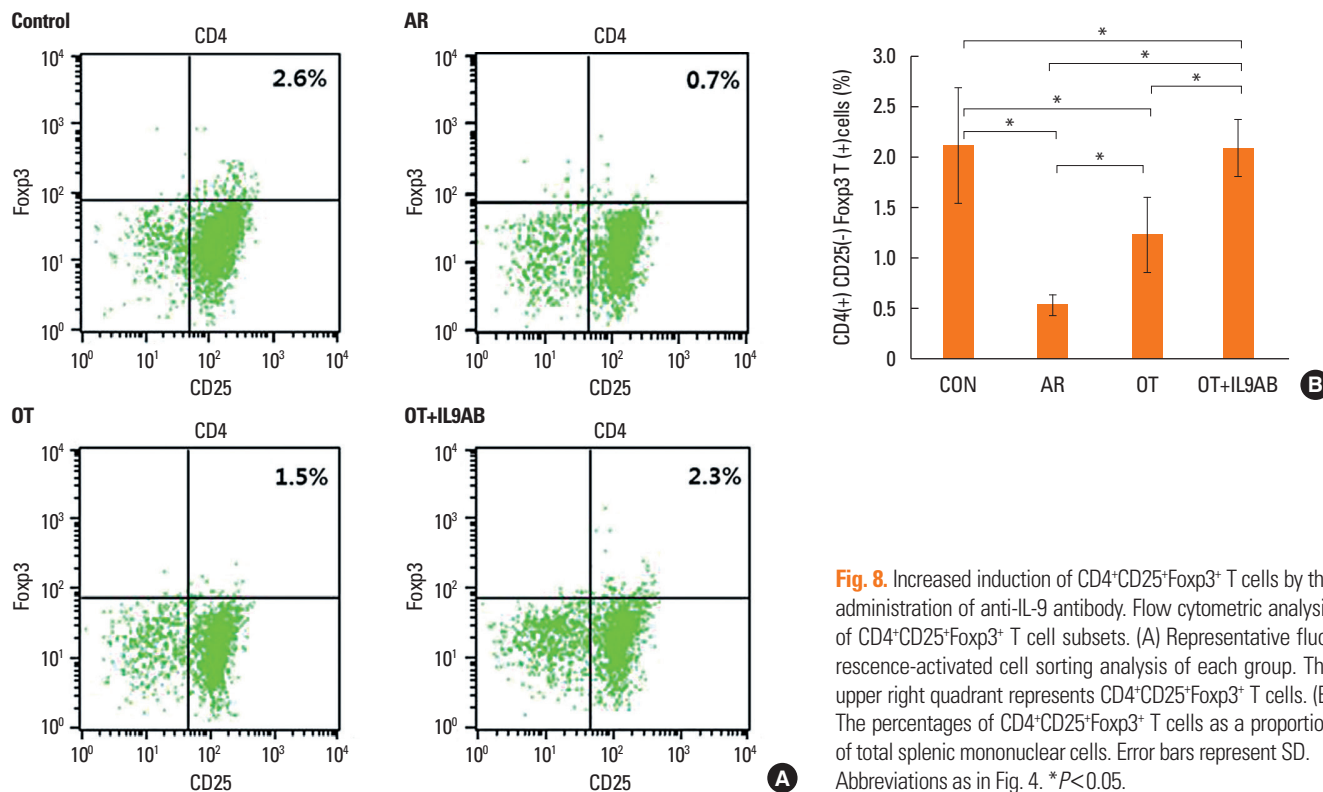 Control
CD4
2.6%
Foxp3
10⁴
10³
10²
10¹
10⁰
10⁰ 10¹ 10² 10³ 10⁴
CD25
AR
CD4
0.7%
Foxp3
10⁴
10³
10²
10¹
10⁰
10⁰ 10¹ 10² 10³ 10⁴
CD25
OT
CD4
1.5%
Foxp3
10⁴
10³
10²
10¹
10⁰
10⁰ 10¹ 10² 10³ 10⁴
CD25
OT+IL9AB
CD4
2.3%
Foxp3
10⁴
10³
10²
10¹
10⁰
10⁰ 10¹ 10² 10³ 10⁴
CD25
A
CD4(+) CD25(-) Foxp3 T (+)cells (%)
3.0
2.5
2.0
1.5
1.0
0.5
0
*
*
*
*
*
*
CON AR OT OT+IL9AB
B
Fig. 8. Increased induction of CD4⁺CD25⁺Foxp3⁺ T cells by th
administration of anti-IL-9 antibody. Flow cytometric analysi
of CD4⁺CD25⁺Foxp3⁺ T cell subsets. (A) Representative fluo
rescence-activated cell sorting analysis of each group. Th
upper right quadrant represents CD4⁺CD25⁺Foxp3⁺ T cells. (B
The percentages of CD4⁺CD25⁺Foxp3⁺ T cells as a proportio
of total splenic mononuclear cells. Error bars represent SD.
Abbreviations as in Fig. 4. *P<0.05.